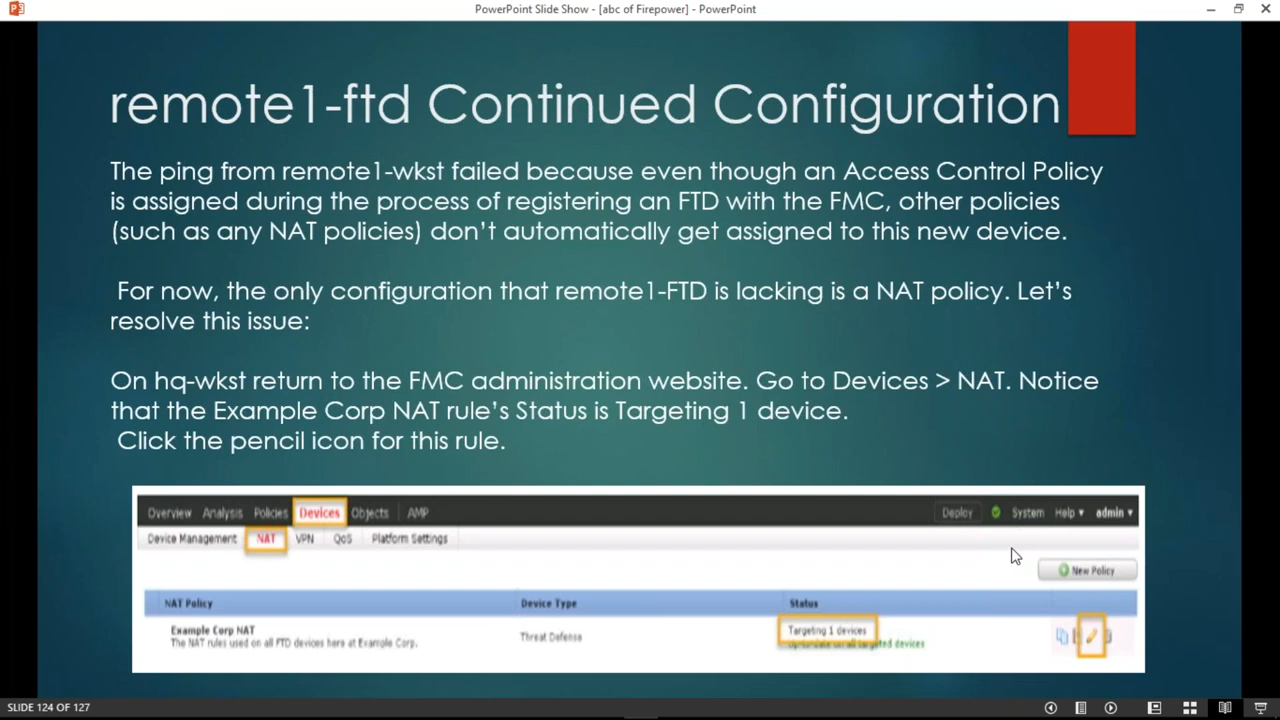 PowerPoint Slide Show - [abc of Firepower] - PowerPoint
remote1-ftd Continued Configuration
The ping from remote1-wkst failed because even though an Access Control Policy
is assigned during the process of registering an FTD with the FMC, other policies
(such as any NAT policies) don't automatically get assigned to this new device.
For now, the only configuration that remote1-FTD is lacking is a NAT policy. Let's
resolve this issue:
On hq-wkst return to the FMC administration website. Go to Devices > NAT. Notice
that the Example Corp NAT rule's Status is Targeting 1 device.
Click the pencil icon for this rule.
Overview Analysis Policies Devices Objects AMP Deploy System Help admin
Device Management NAT VPN QoS Platform Settings
New Policy
NAT Policy Device Type Status
Example Corp NAT Threat Defense Targeting 1 devices
The NAT rules used on all FTD devices here at Example Corp. on all targeted devices
SLIDE 124 OF 127